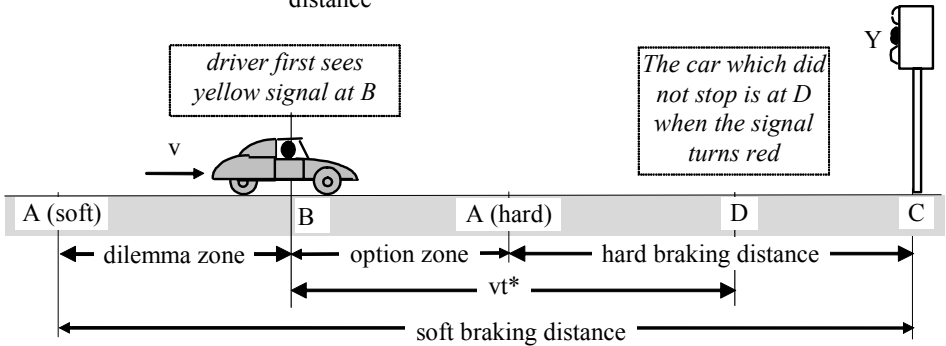 distance
driver first sees
yellow signal at B
The car which did
not stop is at D
when the signal
turns red
Y
v
A (soft)
B
A (hard)
D
C
dilemma zone
option zone
hard braking distance
vt*
soft braking distance